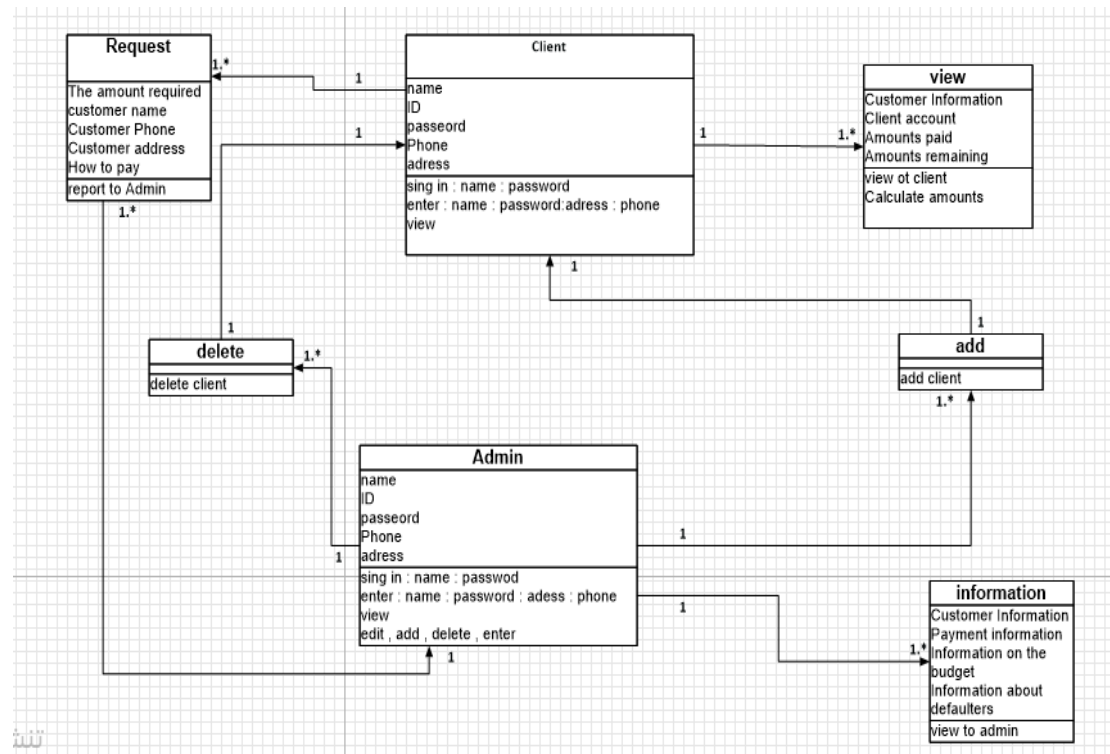 Request
The amount required
customer name
Customer Phone
Customer address
How to pay
report to Admin
1.*
1
Client
name
ID
passeord
Phone
adress
sing in : name : password
enter : name : password:adress : phone
view
1
1.*
view
Customer Information
Client account
Amounts paid
Amounts remaining
view ot client
Calculate amounts
1
1.*
1
1
delete
delete client
1.*
1
add
add client
1.*
Admin
name
ID
passeord
Phone
adress
sing in : name : passwod
enter : name : password : adess : phone
view
edit , add , delete , enter
1
1
1
1
information
Customer Information
Payment information
Information on the
budget
Information about
defaulters
view to admin
1.*